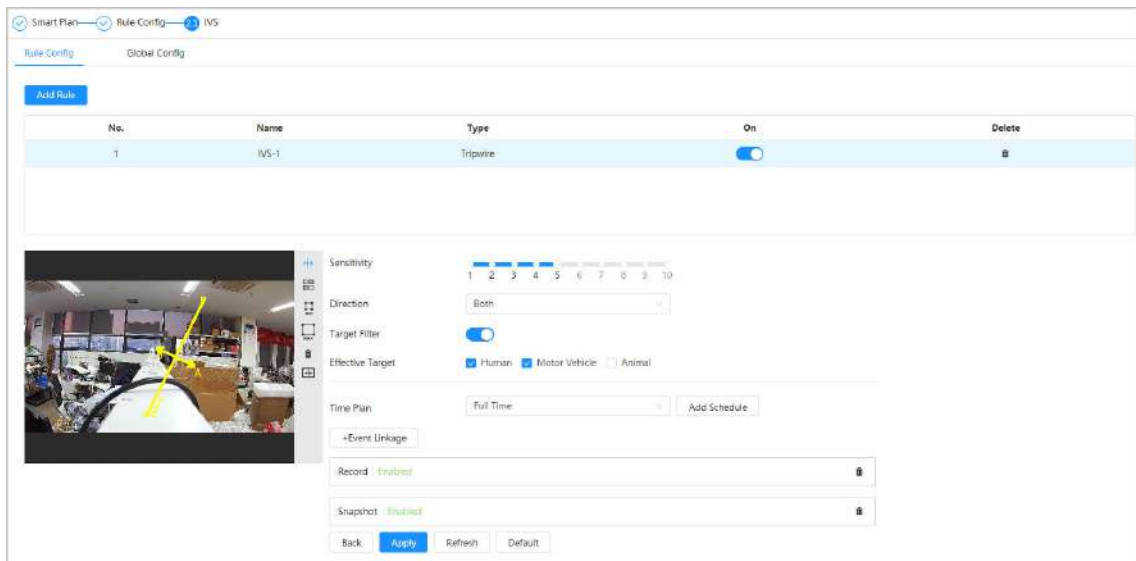 Smart Plan Rule Config 2.1 IVS
Rule Config Global Config
Add Rule
No. Name Type On Delete
1 IVS-1 Tripwire
Sensitivity
1 2 3 4 5 6 7 8 9 10
Direction Both
Target Filter
Effective Target Human Motor Vehicle Animal
Time Plan Full Time Add Schedule
+Event Linkage
Record Enabled
Snapshot Enabled
Back Apply Refresh Default
A